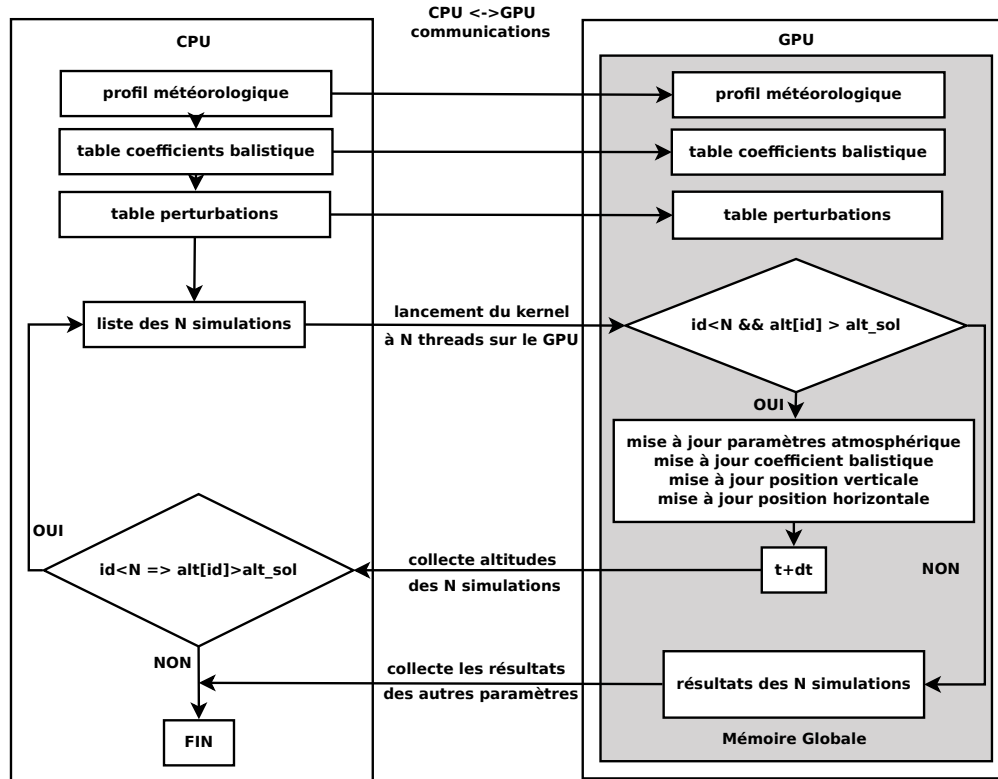 CPU <->GPU
communications
CPU
GPU
profil météorologique
profil météorologique
table coefficients balistique
table coefficients balistique
table perturbations
table perturbations
liste des N simulations
lancement du kernel
à N threads sur le GPU
id<N && alt[id] > alt_sol
OUI
mise à jour paramètres atmosphérique
mise à jour coefficient balistique
mise à jour position verticale
mise à jour position horizontale
OUI
id<N => alt[id]>alt_sol
collecte altitudes
des N simulations
t+dt
NON
NON
collecte les résultats
des autres paramètres
résultats des N simulations
FIN
Mémoire Globale